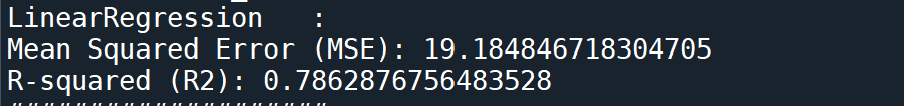 LinearRegression   :
Mean Squared Error (MSE): 19.184846718304705
R-squared (R2): 0.7862876756483528